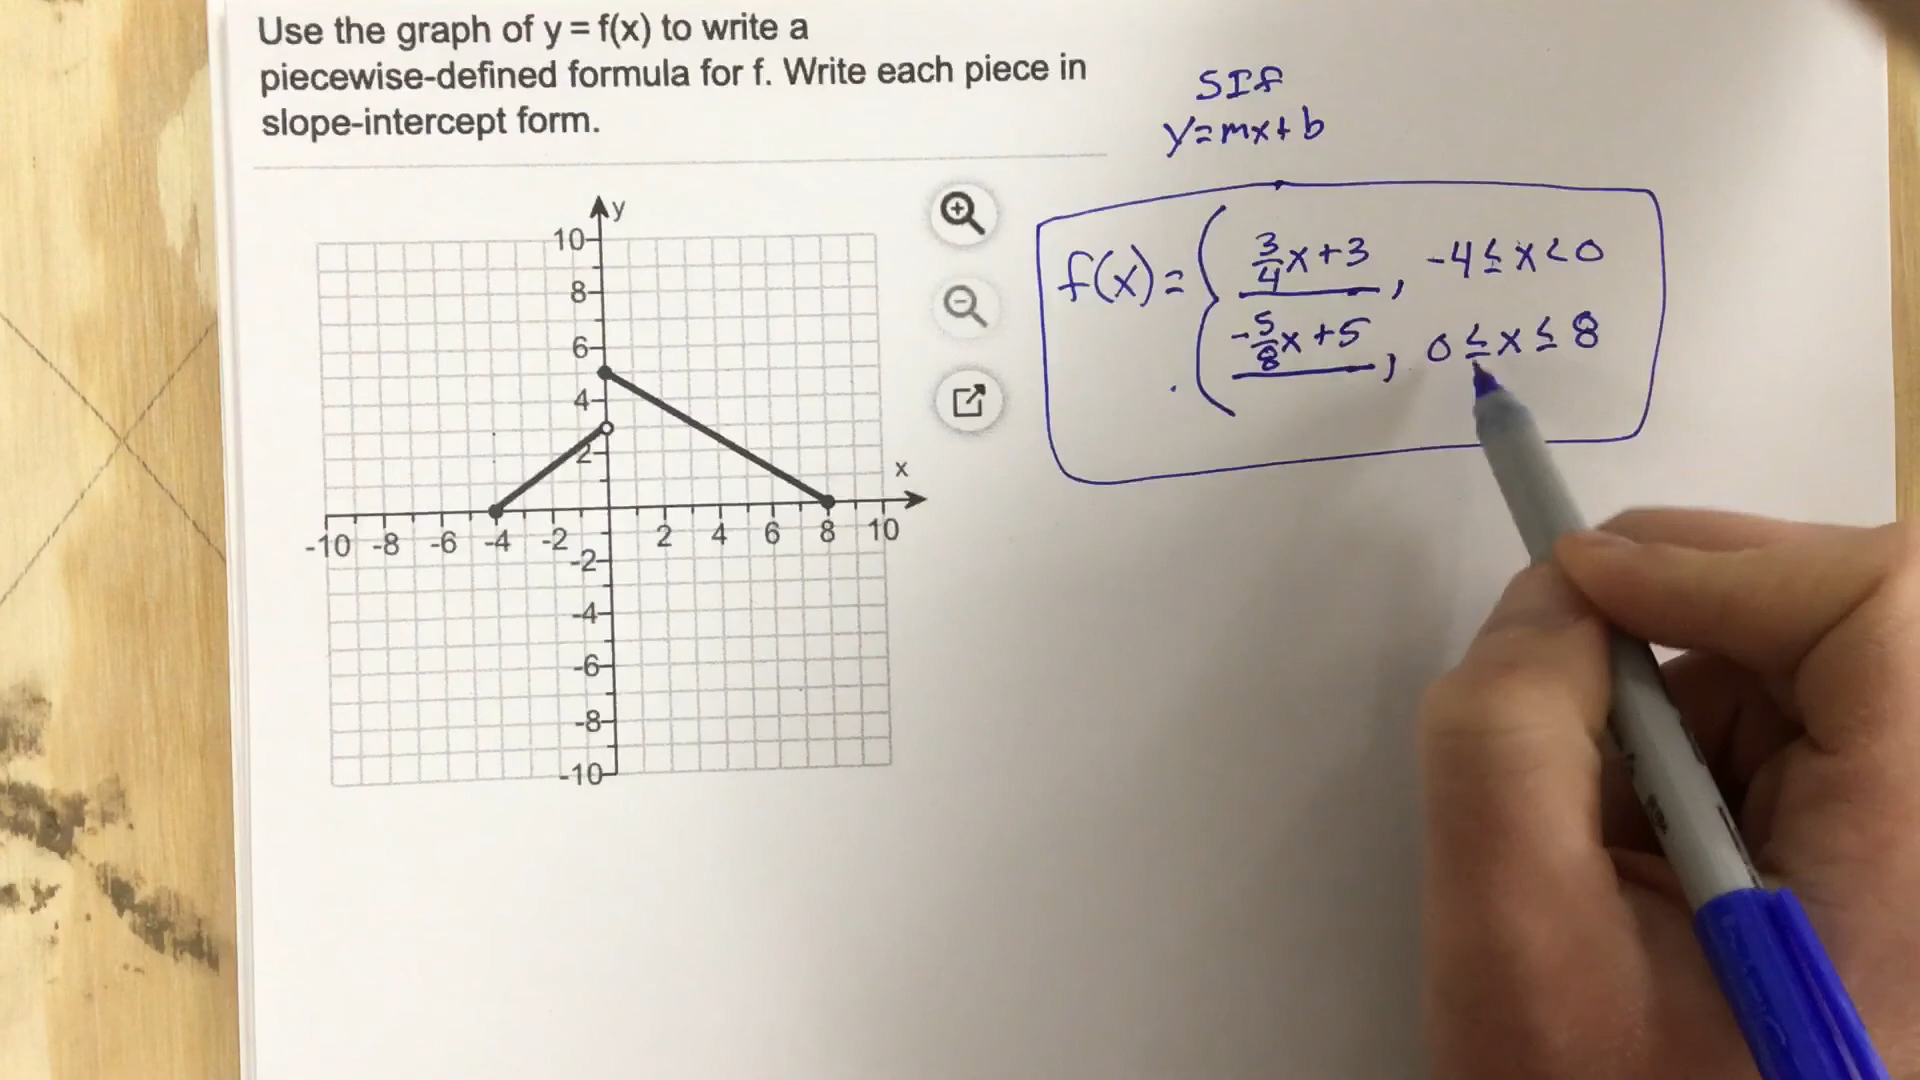 Use the graph of y = f(x) to write a
piecewise-defined formula for f. Write each piece in
slope-intercept form.
SIF
y=mx+b
f(x)= { 3/4x+3, -4≤x<0
-5/8x+5, 0≤x≤8
y
10
8
6
4
2
x
-10 -8 -6 -4 -2 2 4 6 8 10
-2
-4
-6
-8
-10